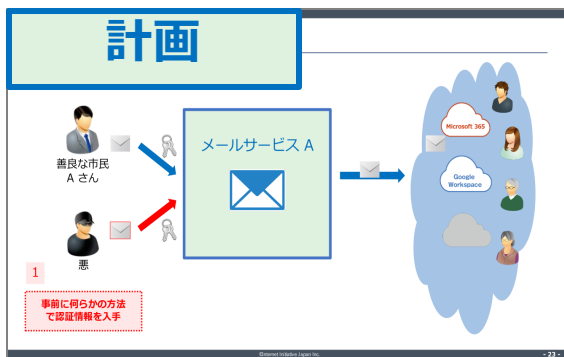 計画
善良な市民
A さん
メールサービス A
Microsoft 365
Google
Workspace
悪
1
事前に何らかの方法
で認証情報を入手
©Internet Initiative Japan Inc.
- 23 -